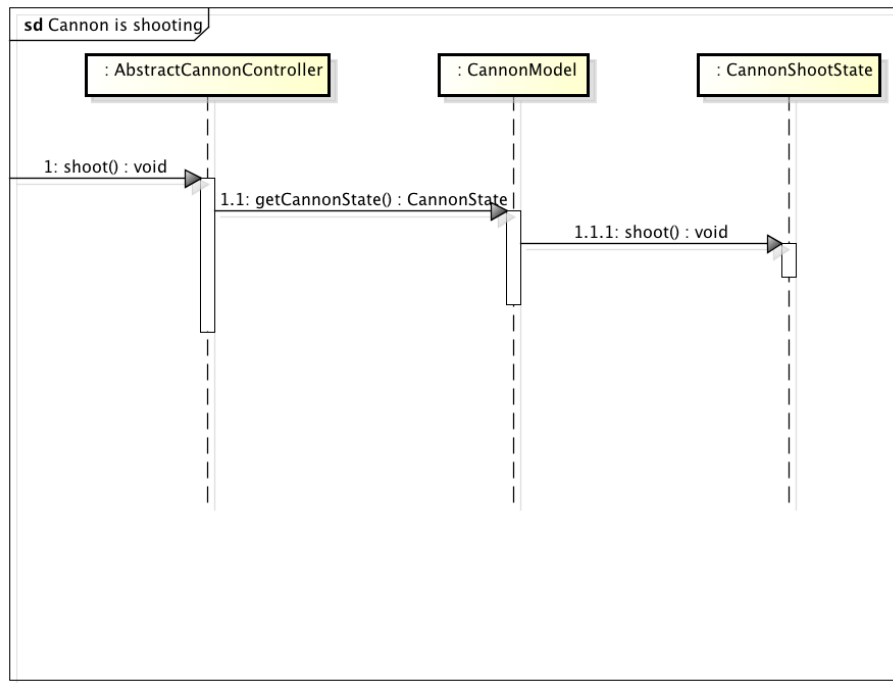 sd Cannon is shooting
: AbstractCannonController
: CannonModel
: CannonShootState
1: shoot() : void
1.1: getCannonState() : CannonState
1.1.1: shoot() : void